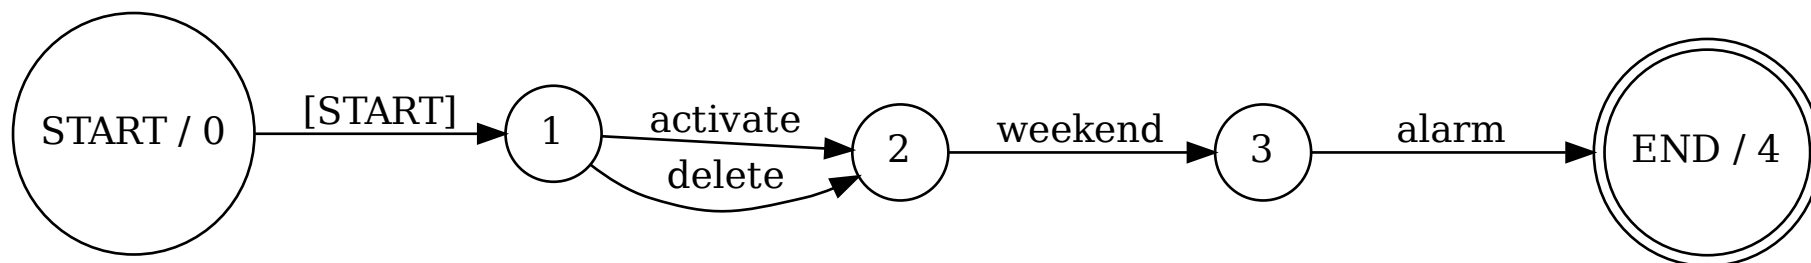 START / 0
[START]
1
activate
delete
2
weekend
3
alarm
END / 4